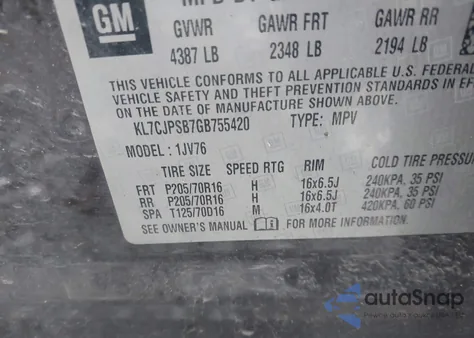 GM
GVWR GAWR FRT GAWR RR
4387 LB 2348 LB 2194 LB
THIS VEHICLE CONFORMS TO ALL APPLICABLE U.S. FEDERAL
VEHICLE SAFETY AND THEFT PREVENTION STANDARDS IN
THE DATE OF MANUFACTURE SHOWN ABOVE.
KL7CJPSB7GB755420 TYPE: MPV
MODEL: 1JV76
TIRE SIZE SPEED RTG RIM COLD TIRE
FRT P205/70R16 H 16x6.5J 240KPA, 35 PSI
RR P205/70R16 H 16x6.5J 240KPA, 35 PSI
SPA T125/70D16 M 16x4.0T 420KPA, 60 PSI
SEE OWNER'S MANUAL FOR MORE INFORMATION.
autoSnap